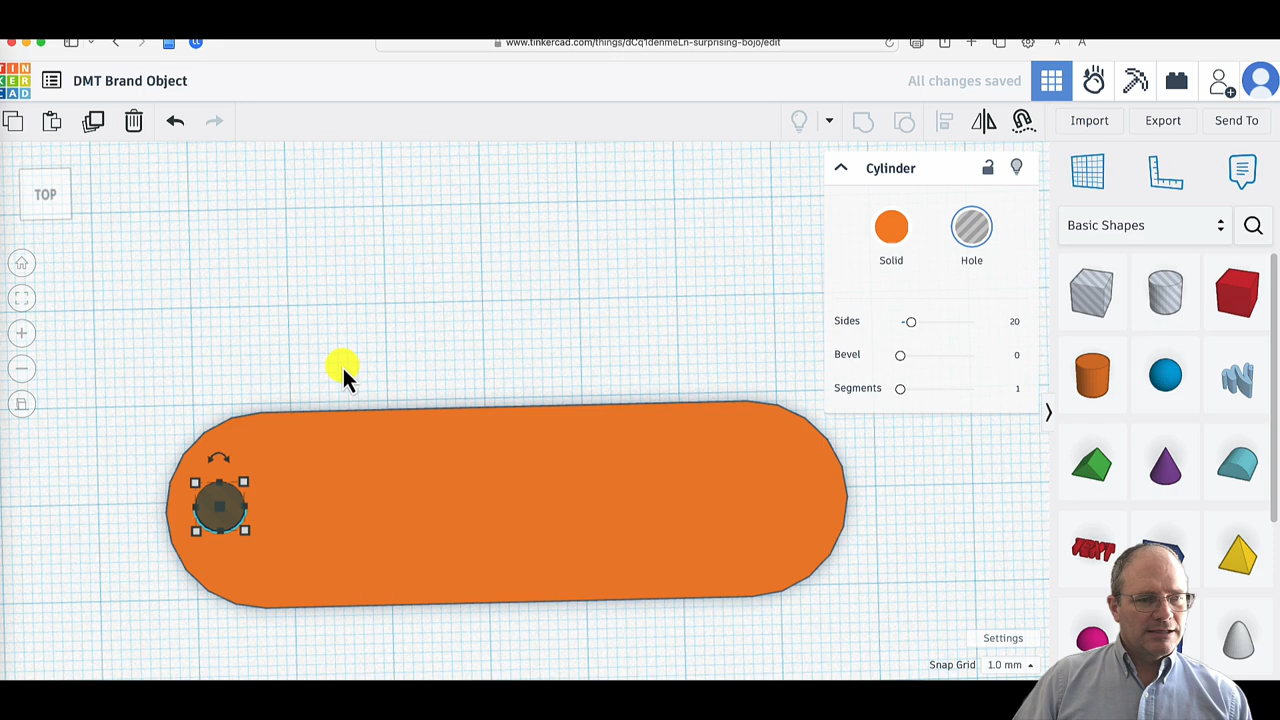 www.tinkercad.com/things/dCq1denmeLn-surprising-bojo/edit
A A
TIN
KER
CAD
DMT Brand Object
All changes saved
Import
Export
Send To
TOP
Cylinder
Solid
Hole
Sides
20
Bevel
0
Segments
1
Basic Shapes
TEXT
Settings
Snap Grid
1.0 mm